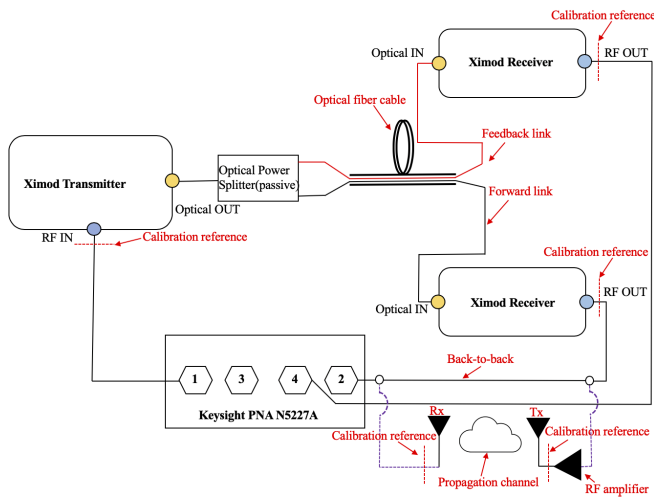 Calibration reference
Optical IN
Ximod Receiver
RF OUT
Optical fiber cable
Feedback link
Ximod Transmitter
Optical Power
Splitter(passive)
Optical OUT
Forward link
RF IN
Calibration reference
Calibration reference
Optical IN
Ximod Receiver
RF OUT
Back-to-back
1
3
4
2
Keysight PNA N5227A
Rx
Tx
Calibration reference
Calibration reference
Propagation channel
RF amplifier